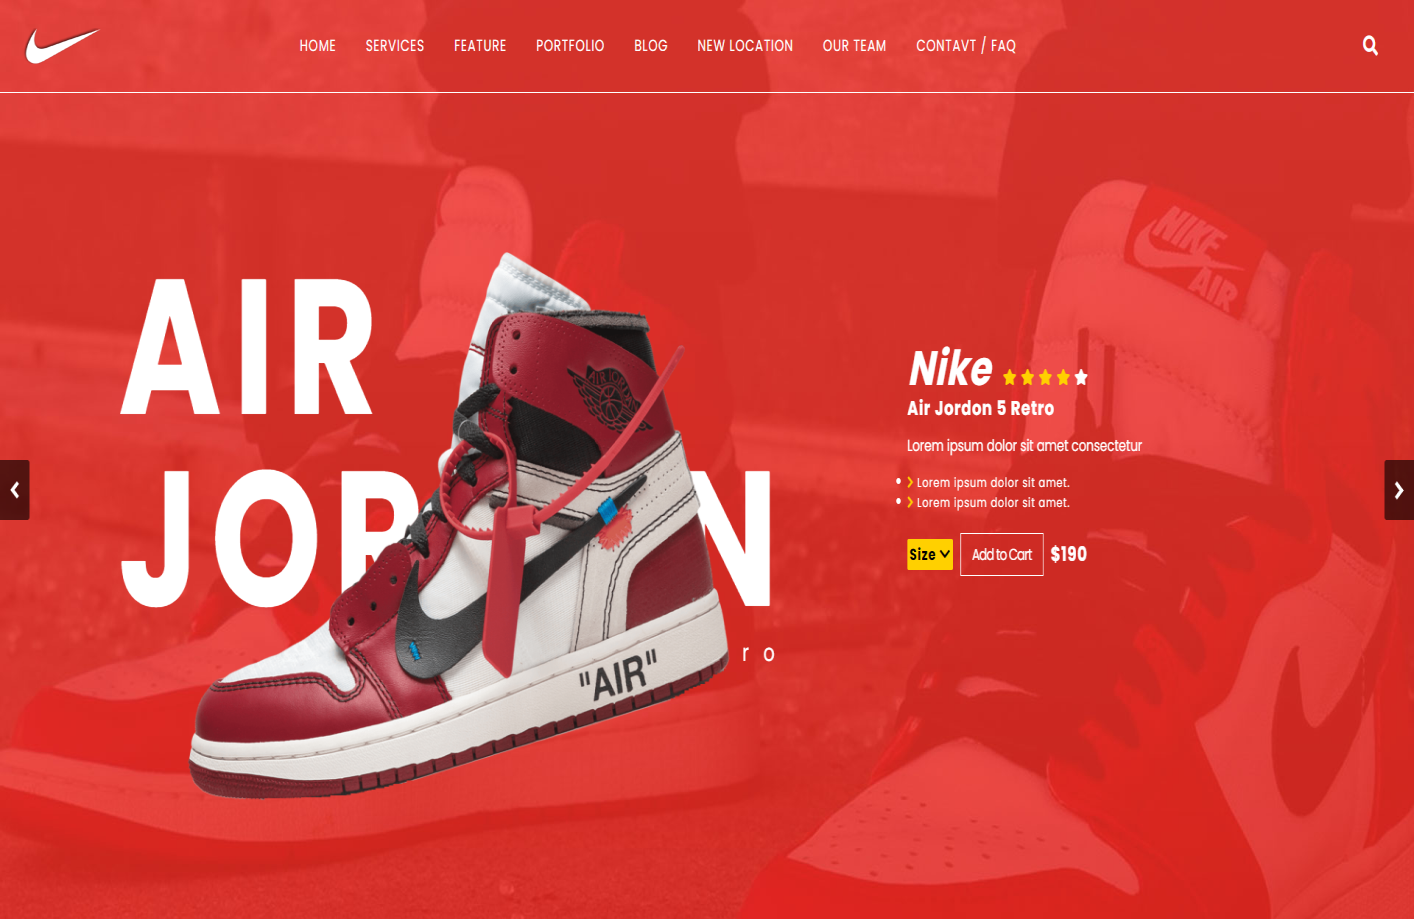 HOME SERVICES FEATURE PORTFOLIO BLOG NEW LOCATION OUR TEAM CONTAVT / FAQ
NIKE
AIR
AIR
Nike
Air Jordon 5 Retro
Lorem ipsum dolor sit amet consectetur
Lorem ipsum dolor sit amet.
Lorem ipsum dolor sit amet.
Size Add to Cart $190
JOR N
r o
"AIR"